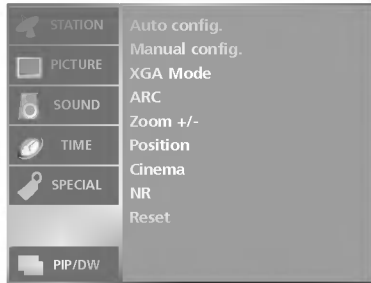 STATION
PICTURE
SOUND
TIME
SPECIAL
PIP/DW
Auto config.
Manual config.
XGA Mode
ARC
Zoom +/-
Position
Cinema
NR
Reset